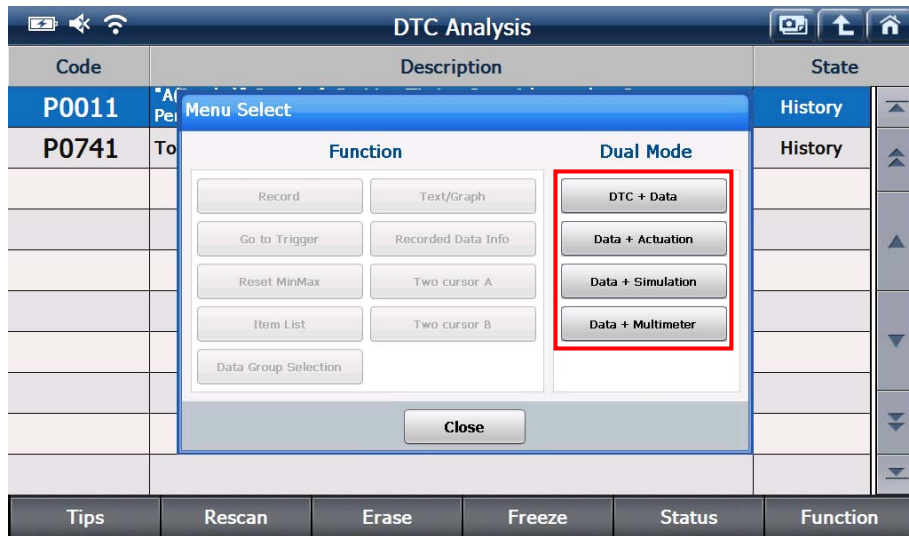 DTC Analysis
Code Description State
P0011 History
Per
P0741 To History
Menu Select
Function Dual Mode
Record Text/Graph DTC + Data
Go to Trigger Recorded Data Info Data + Actuation
Reset MinMax Two cursor A Data + Simulation
Item List Two cursor B Data + Multimeter
Data Group Selection
Close
Tips Rescan Erase Freeze Status Function